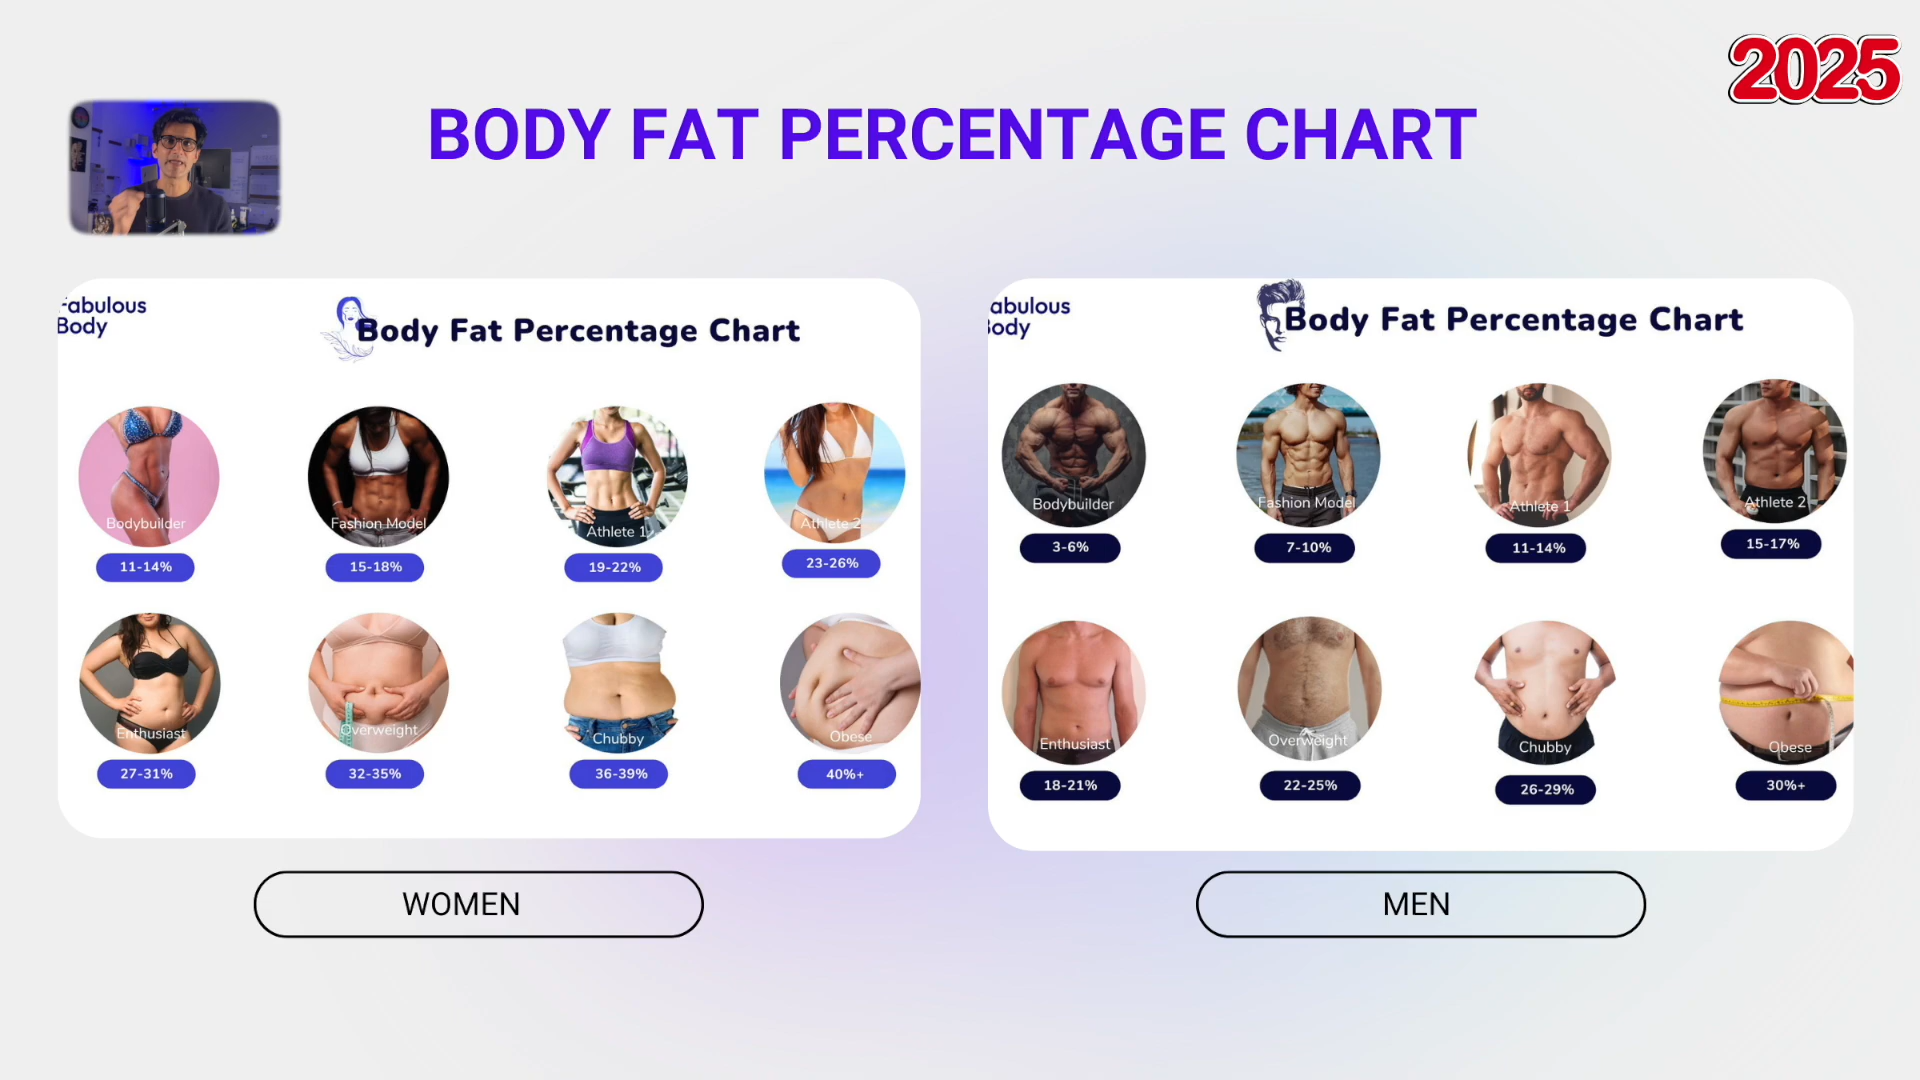 2025
BODY FAT PERCENTAGE CHART
Fabulous
Body
Body Fat Percentage Chart
Bodybuilder
Fashion Model
Athlete 1
Athlete 2
11-14%
15-18%
19-22%
23-26%
Enthusiast
Overweight
Chubby
Obese
27-31%
32-35%
36-39%
40%+
WOMEN
abulous
Body
Body Fat Percentage Chart
Bodybuilder
Fashion Model
Athlete 1
Athlete 2
3-6%
7-10%
11-14%
15-17%
Enthusiast
Overweight
Chubby
Obese
18-21%
22-25%
26-29%
30%+
MEN